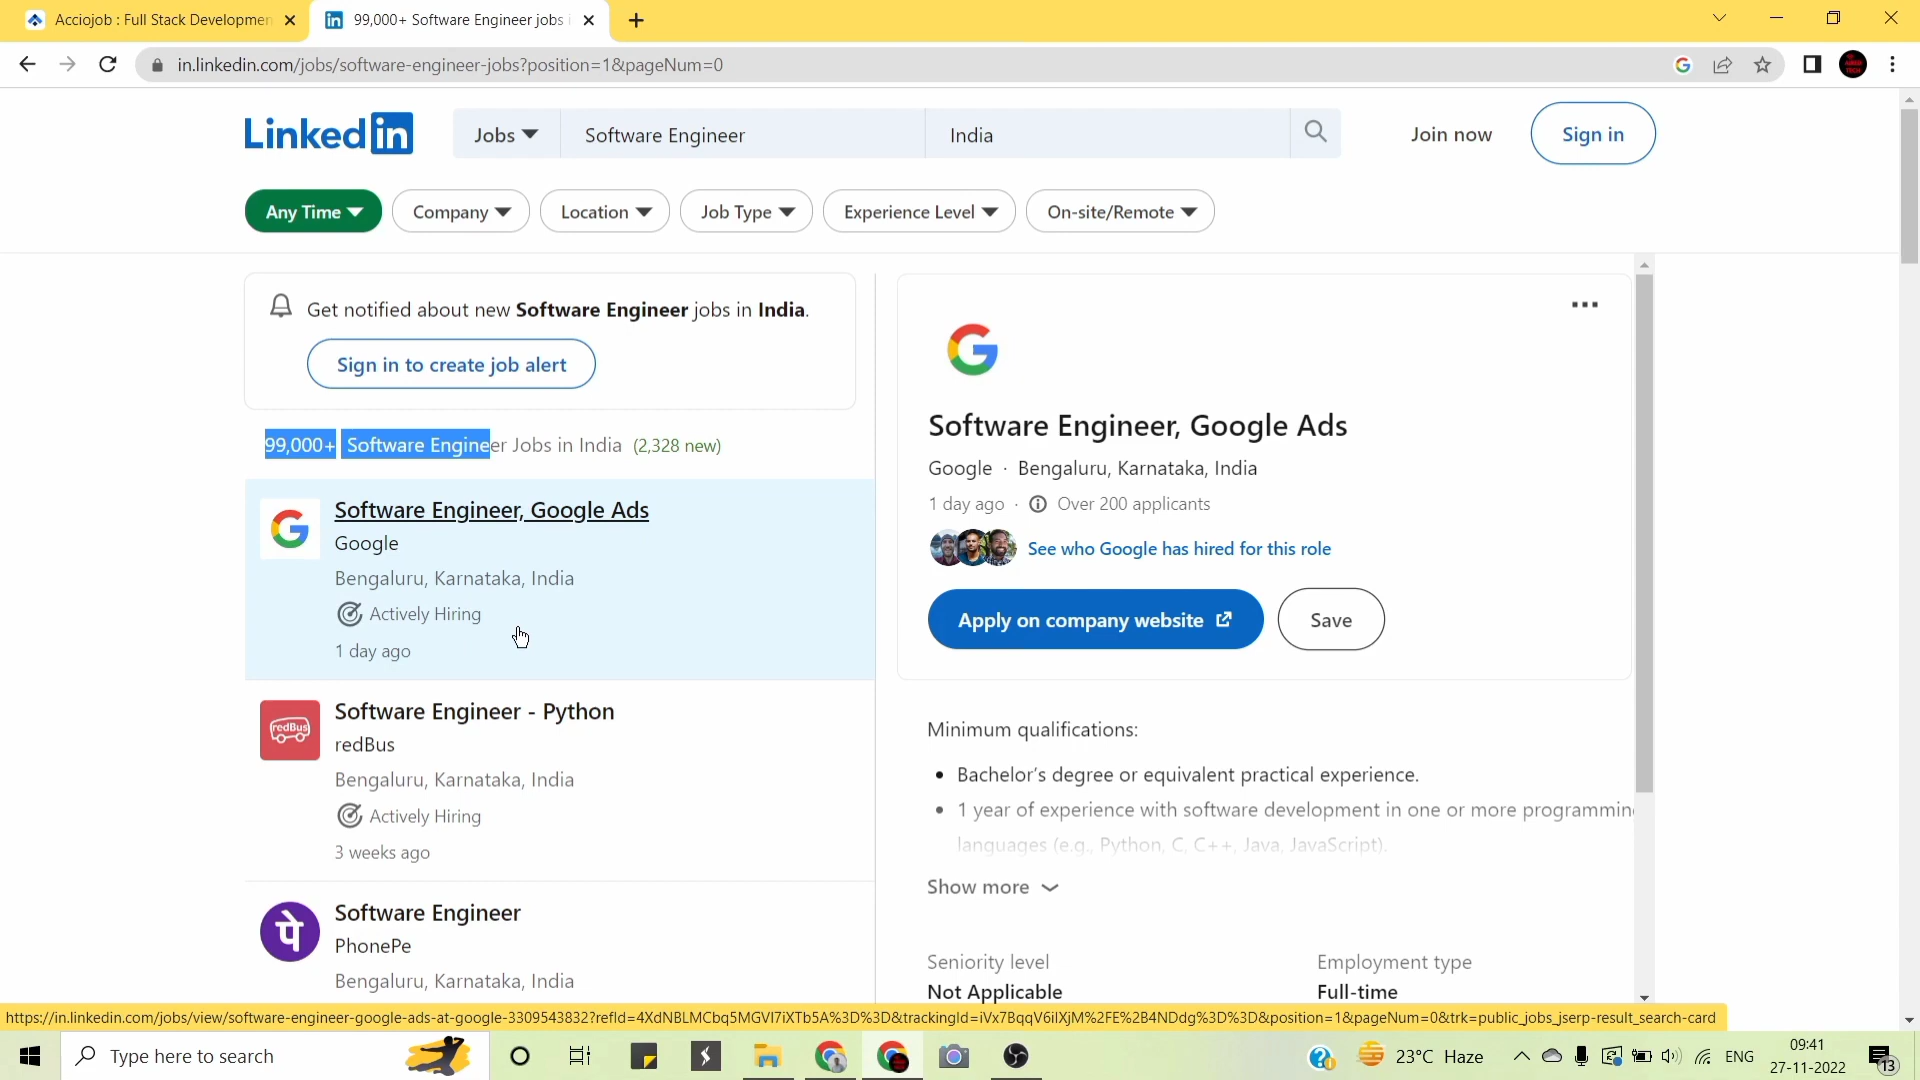 Acciojob : Full Stack Developmen
99,000+ Software Engineer jobs i
in.linkedin.com/jobs/software-engineer-jobs?position=1&pageNum=0
Linked in
Jobs
Software Engineer
India
Join now
Sign in
Any Time
Company
Location
Job Type
Experience Level
On-site/Remote
Get notified about new Software Engineer jobs in India.
Sign in to create job alert
99,000+ Software Engineer Jobs in India (2,328 new)
Software Engineer, Google Ads
Google
Bengaluru, Karnataka, India
Actively Hiring
1 day ago
redBus
Software Engineer - Python
redBus
Bengaluru, Karnataka, India
Actively Hiring
3 weeks ago
पे
Software Engineer
PhonePe
Bengaluru, Karnataka, India
Software Engineer, Google Ads
Google · Bengaluru, Karnataka, India
1 day ago · Over 200 applicants
See who Google has hired for this role
Apply on company website
Save
Minimum qualifications:
• Bachelor's degree or equivalent practical experience.
• 1 year of experience with software development in one or more programmin
languages (e.g., Python, C, C++, Java, JavaScript).
Show more
Seniority level
Not Applicable
Employment type
Full-time
https://in.linkedin.com/jobs/view/software-engineer-google-ads-at-google-3309543832?refId=4XdNBLMCbq5MGVI7iXTb5A%3D%3D&trackingId=iVx7BqqV6iIXjM%2FE%2B4NDdg%3D%3D&position=1&pageNum=0&trk=public_jobs_jserp-result_search-card
Type here to search
23°C Haze
ENG
09:41
27-11-2022
13